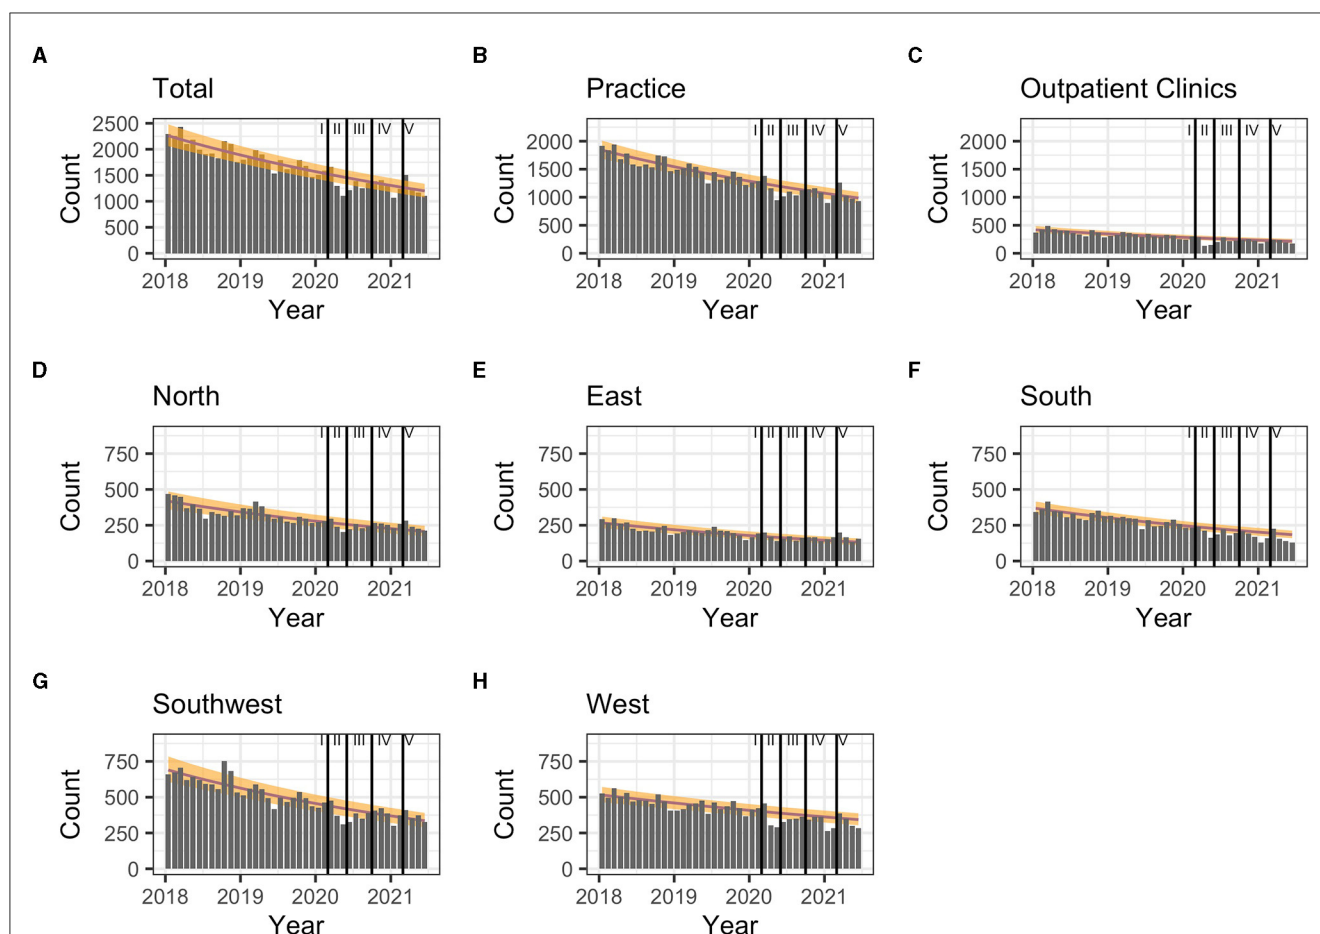 A
Total
Count
2500
2000
1500
1000
500
0
I II III IV V
2018 2019 2020 2021
Year
B
Practice
Count
2000
1500
1000
500
0
I II III IV V
2018 2019 2020 2021
Year
C
Outpatient Clinics
Count
2000
1500
1000
500
0
I II III IV V
2018 2019 2020 2021
Year
D
North
Count
750
500
250
0
I II III IV V
2018 2019 2020 2021
Year
E
East
Count
750
500
250
0
I II III IV V
2018 2019 2020 2021
Year
F
South
Count
750
500
250
0
I II III IV V
2018 2019 2020 2021
Year
G
Southwest
Count
750
500
250
0
I II III IV V
2018 2019 2020 2021
Year
H
West
Count
750
500
250
0
I II III IV V
2018 2019 2020 2021
Year